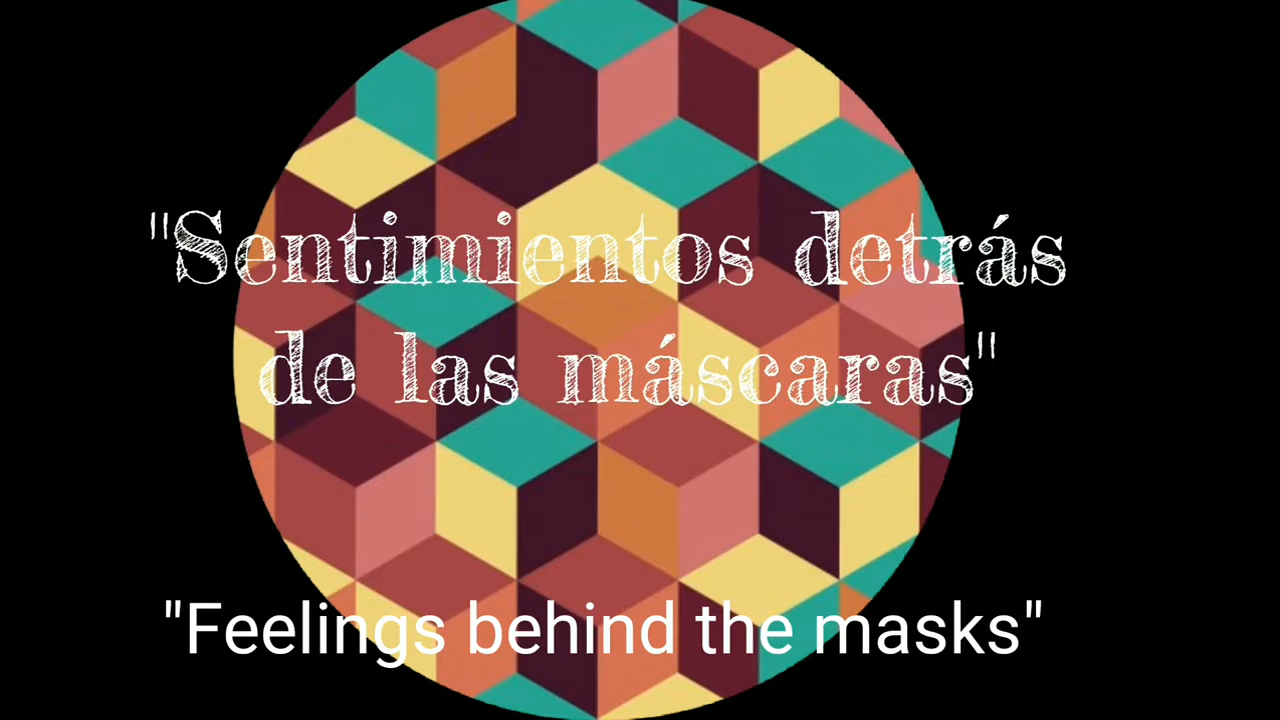 "Sentimientos detrás
de las máscaras"
"Feelings behind the masks"